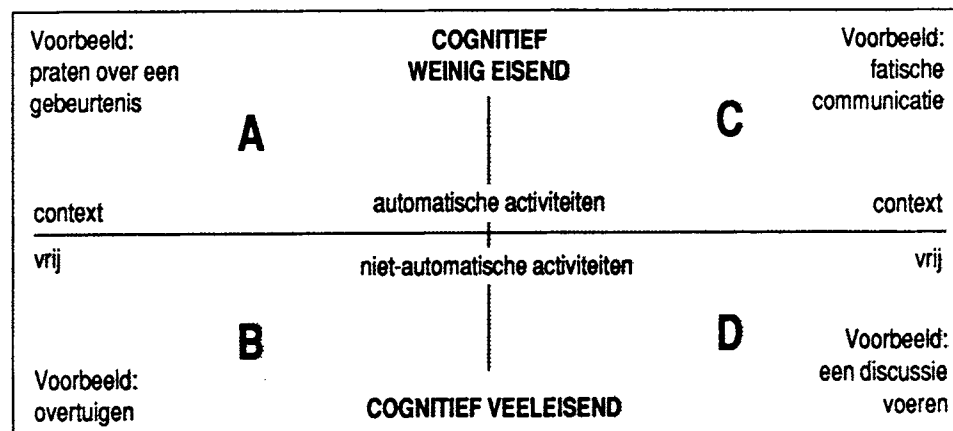 Voorbeeld:
praten over een
gebeurtenis
COGNITIEF
WEINIG EISEND
Voorbeeld:
fatische
communicatie
A
C
context
automatische activiteiten
context
vrij
niet-automatische activiteiten
vrij
B
D
Voorbeeld:
overtuigen
COGNITIEF VEELEISEND
Voorbeeld:
een discussie
voeren